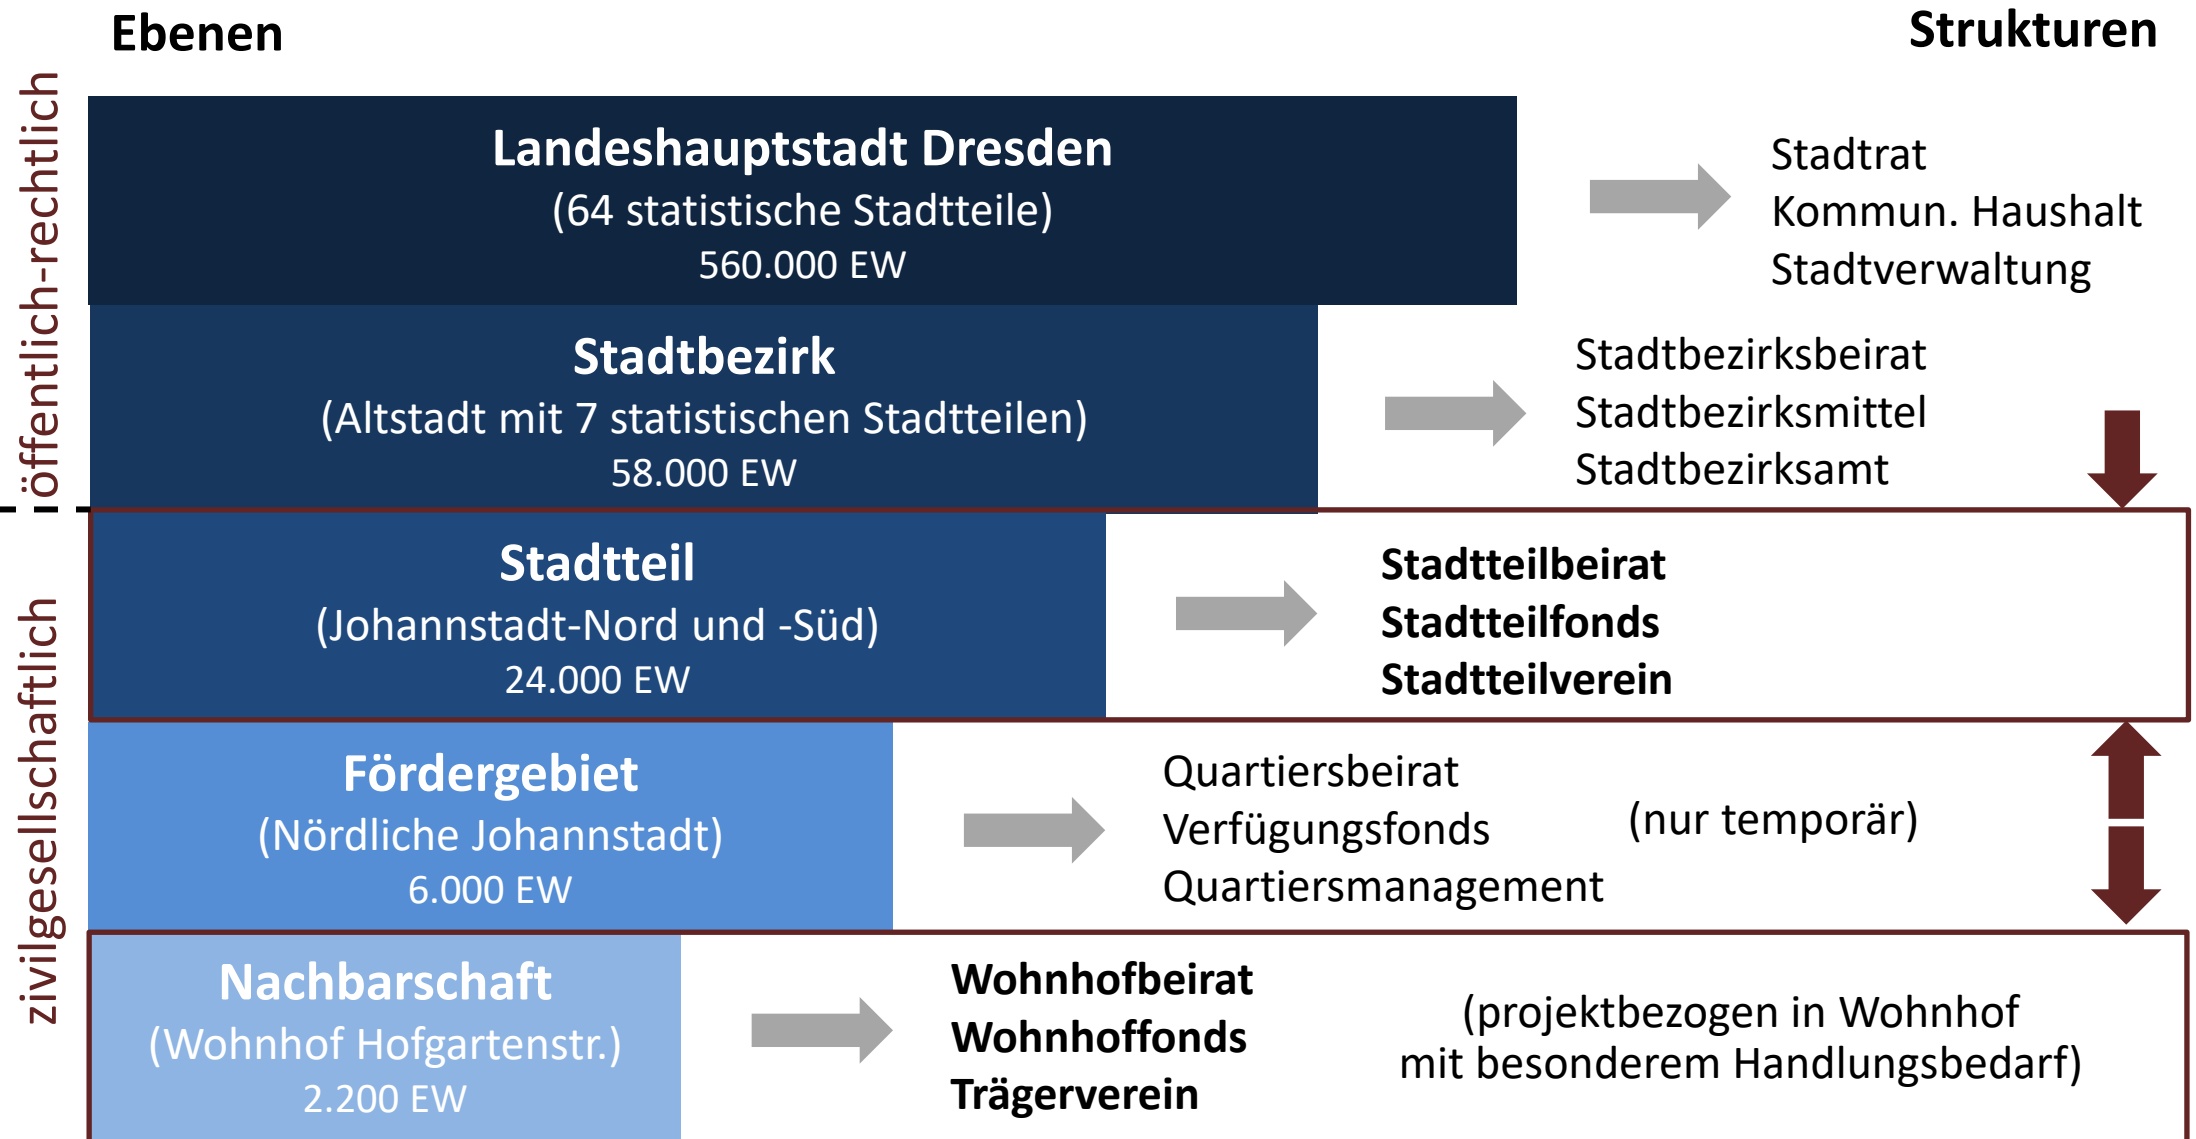 Ebenen
Strukturen
öffentlich-rechtlich
Landeshauptstadt Dresden
(64 statistische Stadtteile)
560.000 EW
Stadtrat
Kommun. Haushalt
Stadtverwaltung
Stadtbezirk
(Altstadt mit 7 statistischen Stadtteilen)
58.000 EW
Stadtbezirksbeirat
Stadtbezirksmittel
Stadtbezirksamt
zivilgesellschaftlich
Stadtteil
(Johannstadt-Nord und -Süd)
24.000 EW
Stadtteilbeirat
Stadtteilfonds
Stadtteilverein
Fördergebiet
(Nördliche Johannstadt)
6.000 EW
Quartiersbeirat
Verfügungsfonds
Quartiersmanagement
(nur temporär)
Nachbarschaft
(Wohnhof Hofgartenstr.)
2.200 EW
Wohnhofbeirat
Wohnhoffonds
Trägerverein
(projektbezogen in Wohnhof
mit besonderem Handlungsbedarf)